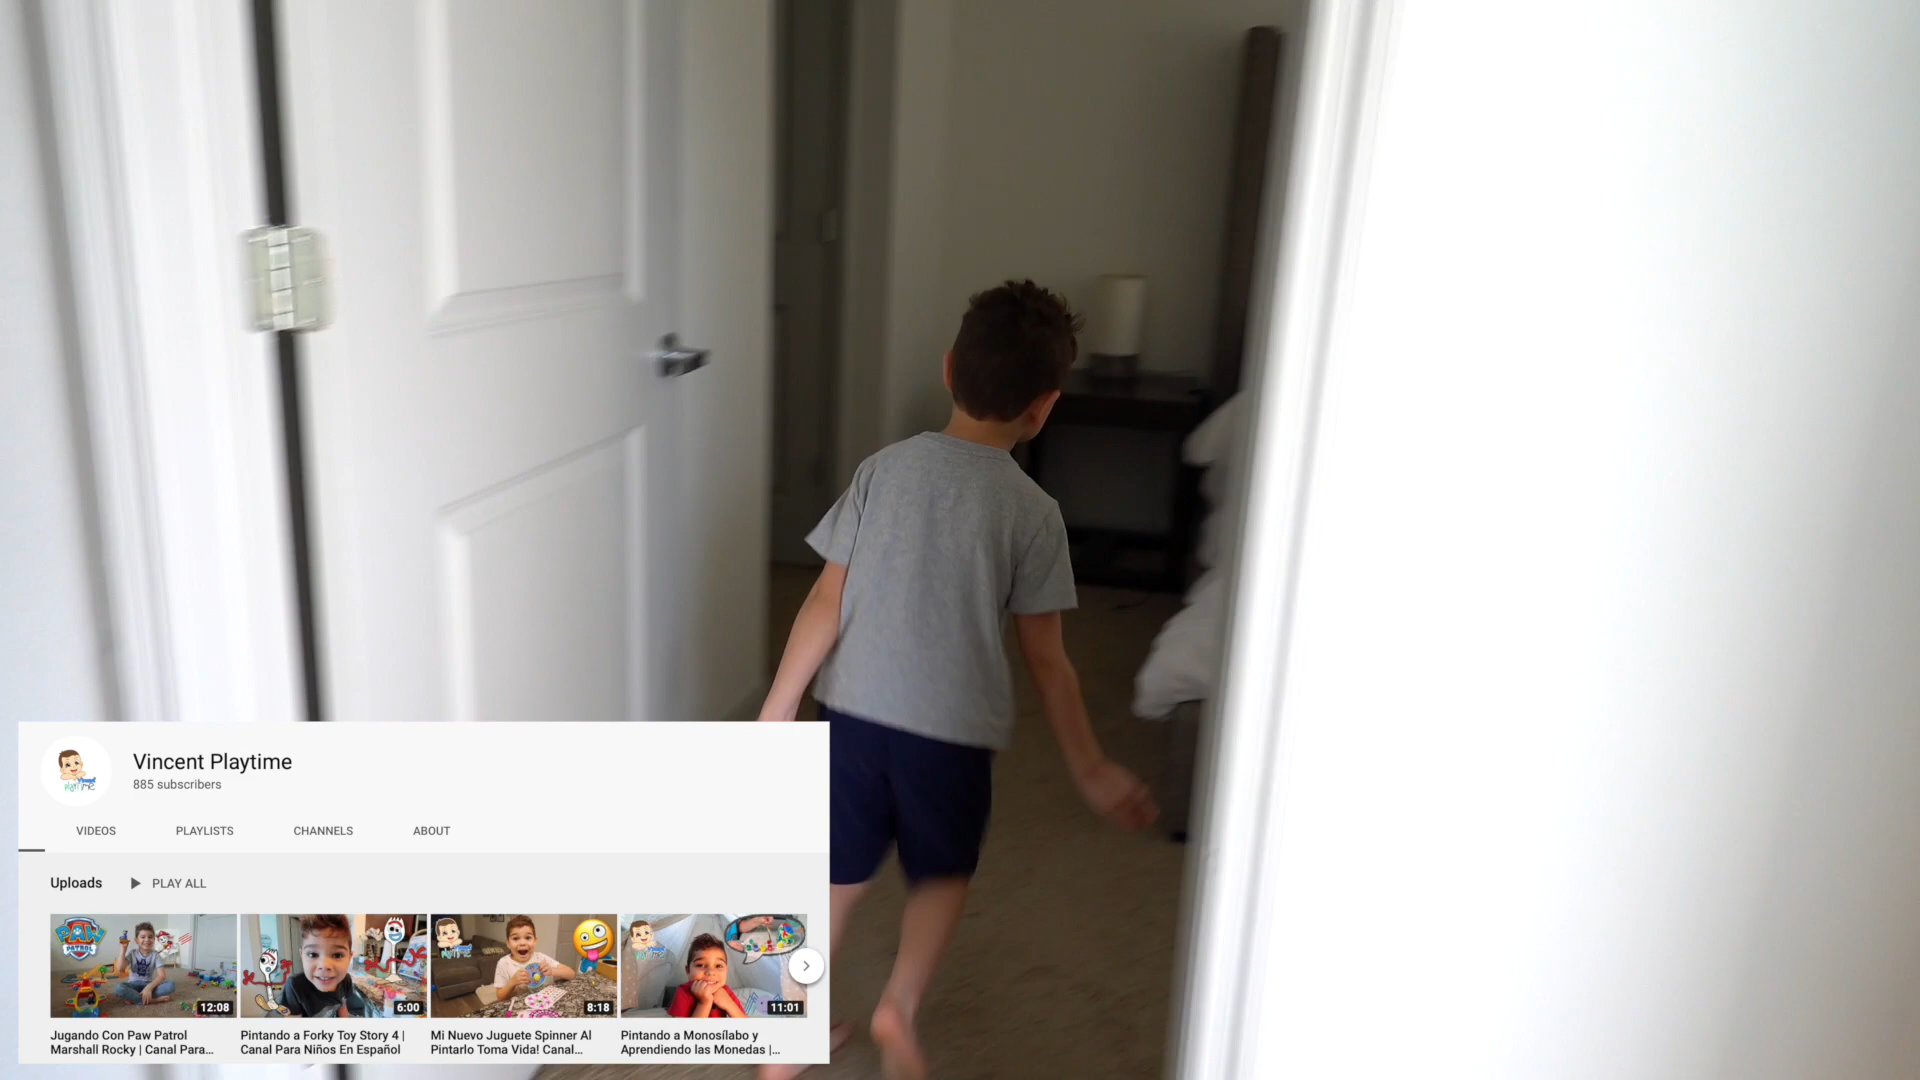 Vincent Playtime
885 subscribers
VIDEOS PLAYLISTS CHANNELS ABOUT
Uploads PLAY ALL
PAW
PATROL
12:08
6:00
8:18
11:01
Jugando Con Paw Patrol
Marshall Rocky | Canal Para...
Pintando a Forky Toy Story 4 |
Canal Para Niños En Español
Mi Nuevo Juguete Spinner Al
Pintarlo Toma Vida! Canal...
Pintando a Monosílabo y
Aprendiendo las Monedas |...